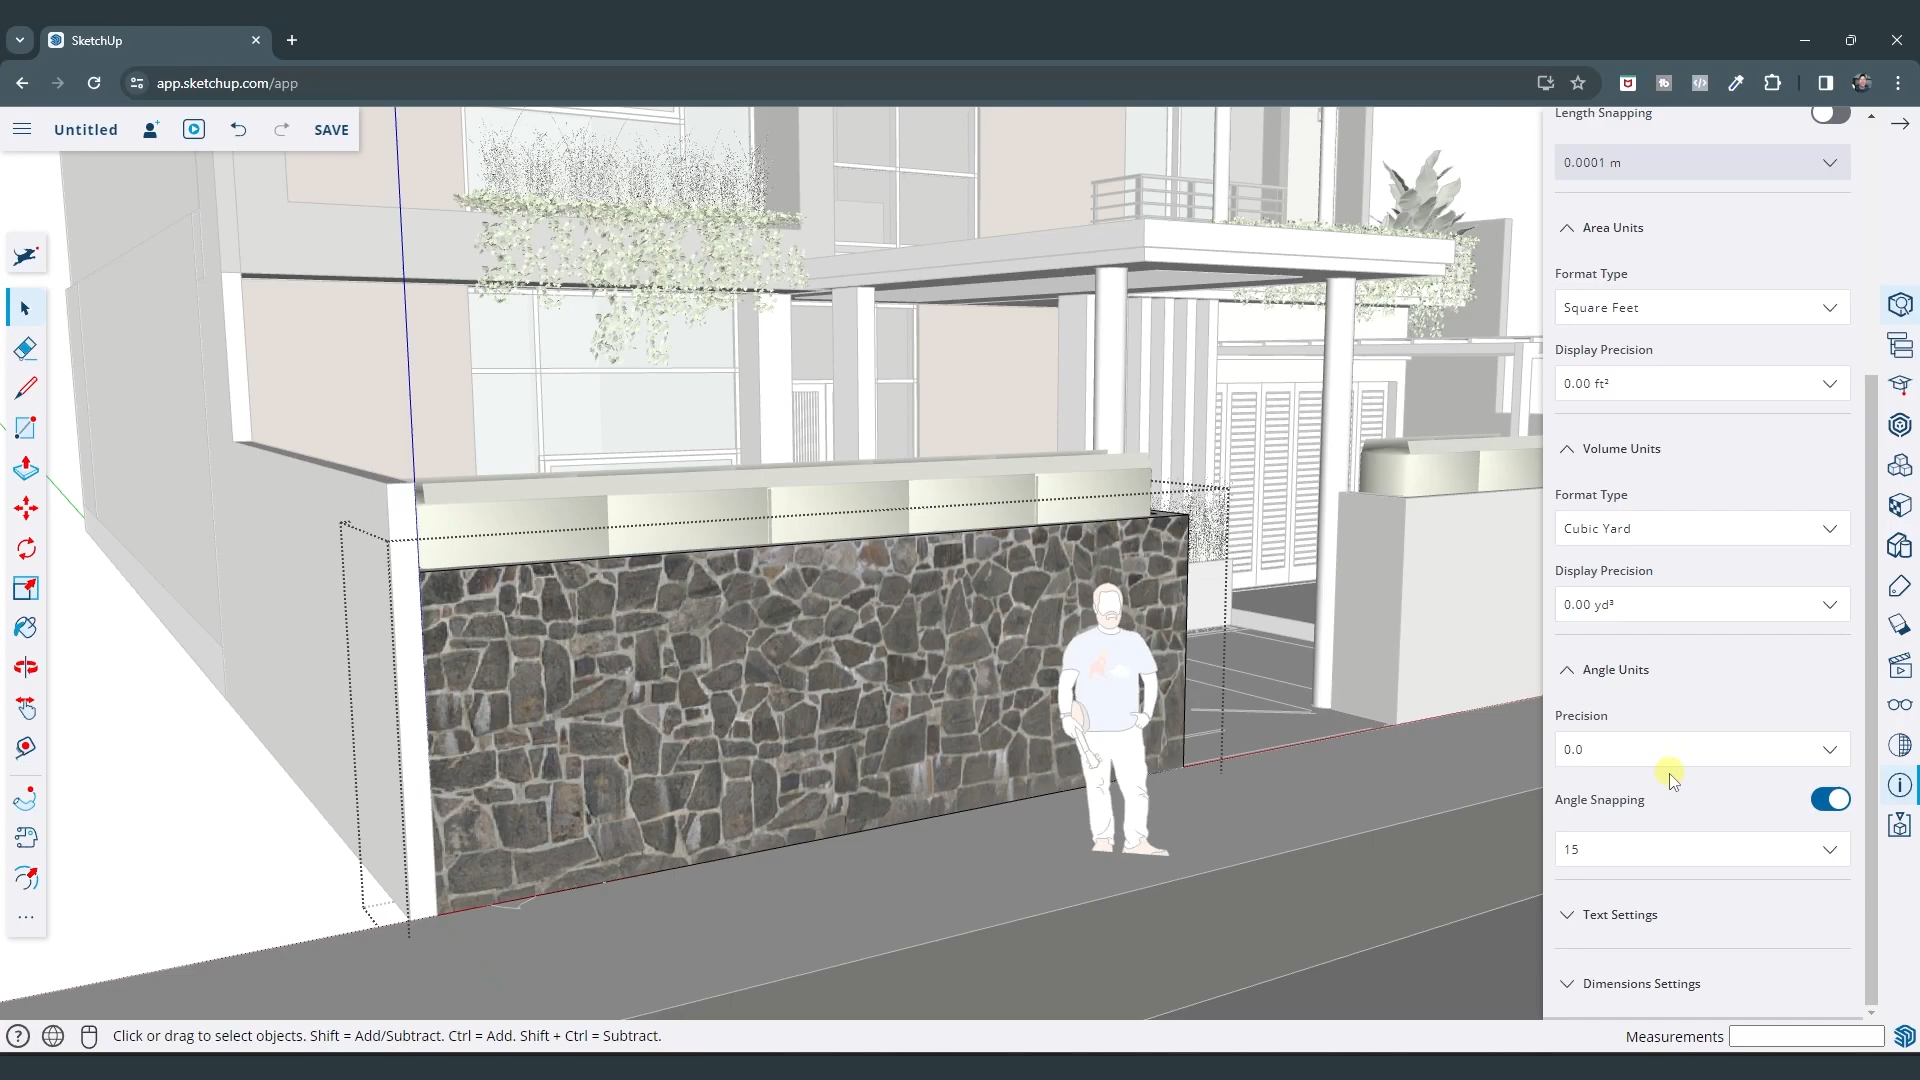 SketchUp
app.sketchup.com/app
Untitled
SAVE
Length Snapping
0.0001 m
Area Units
Format Type
Square Feet
Display Precision
0.00 ft²
Volume Units
Format Type
Cubic Yard
Display Precision
0.00 yd³
Angle Units
Precision
0.0
Angle Snapping
15
Text Settings
Dimensions Settings
Click or drag to select objects. Shift = Add/Subtract. Ctrl = Add. Shift + Ctrl = Subtract.
Measurements